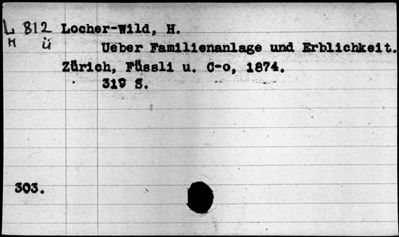 L 812 Locher-Wild, H.
H ü Ueber Familienanlage und Erblichkeit.
Zürich, Füssli u. C-o, 1874.
319 S.
303.